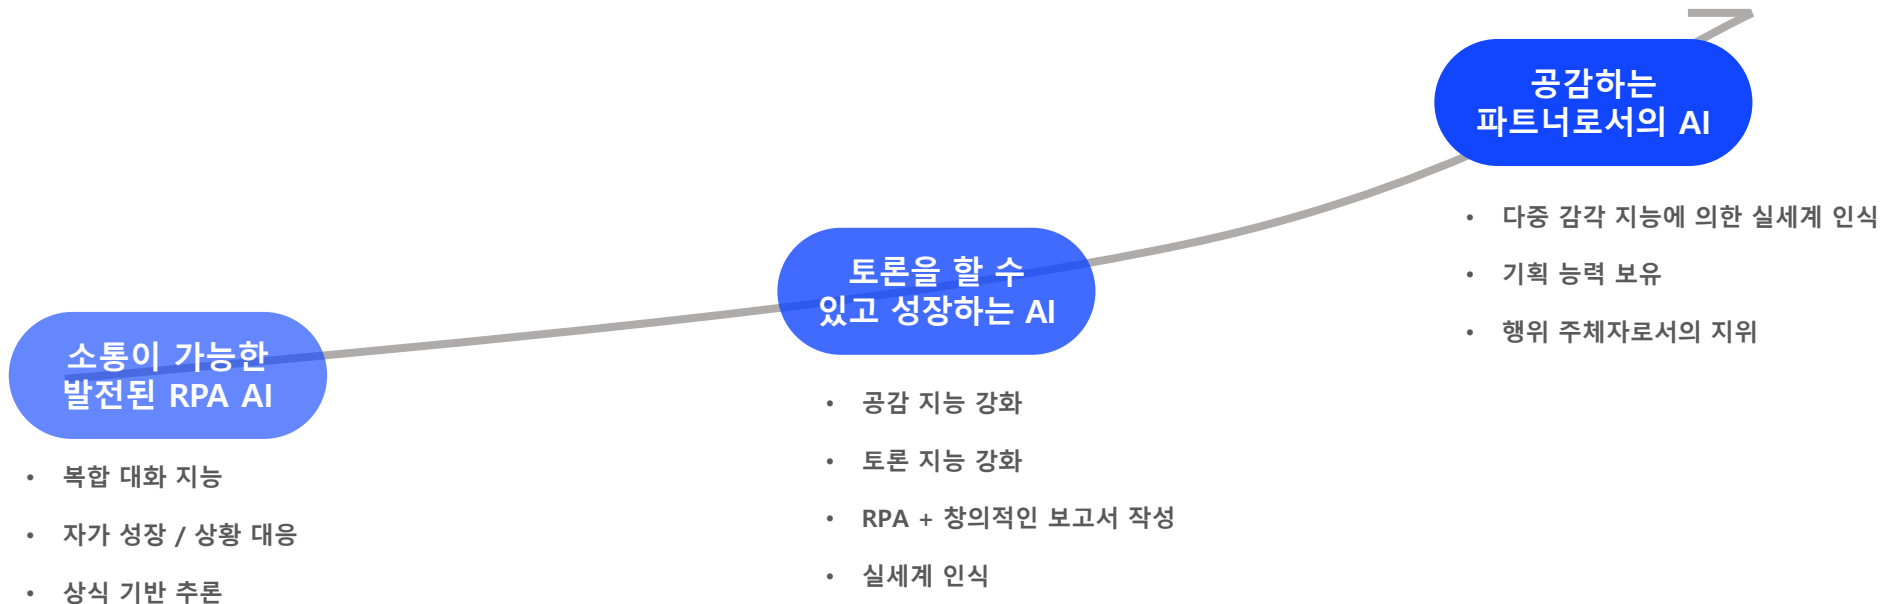 소통이 가능한
발전된 RPA AI
• 복합 대화 지능
• 자가 성장 / 상황 대응
• 상식 기반 추론
토론을 할 수
있고 성장하는 AI
• 공감 지능 강화
• 토론 지능 강화
• RPA + 창의적인 보고서 작성
• 실세계 인식
공감하는
파트너로서의 AI
• 다중 감각 지능에 의한 실세계 인식
• 기획 능력 보유
• 행위 주체자로서의 지위